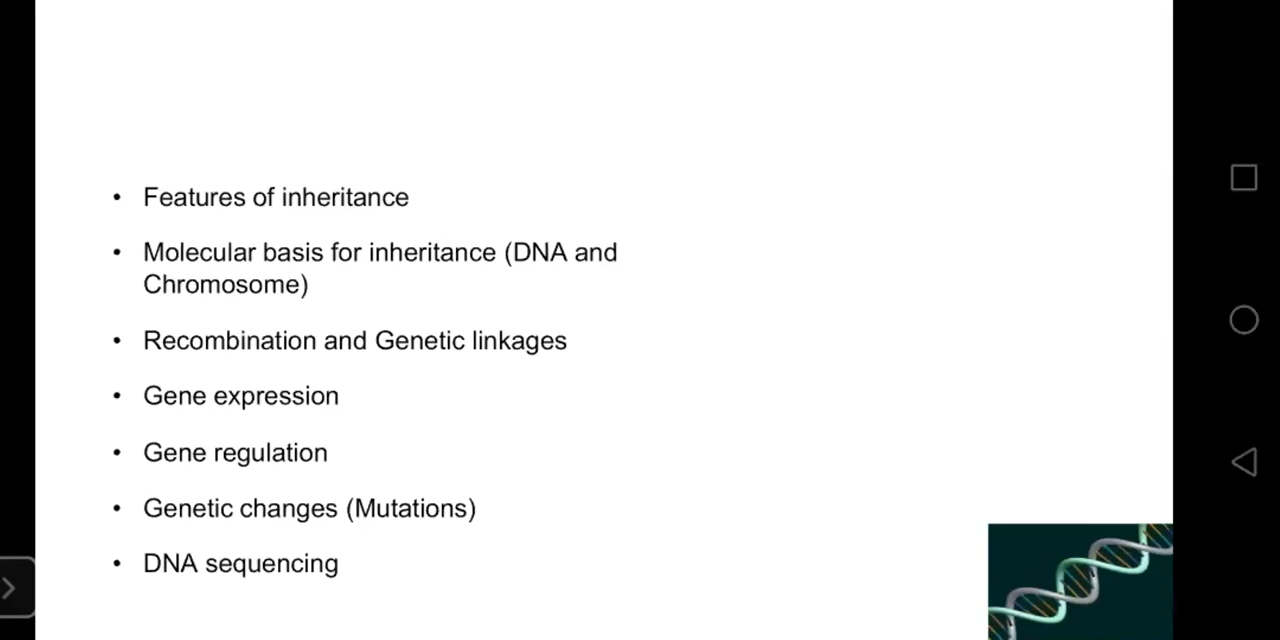 • Features of inheritance
• Molecular basis for inheritance (DNA and
Chromosome)
• Recombination and Genetic linkages
• Gene expression
• Gene regulation
• Genetic changes (Mutations)
• DNA sequencing